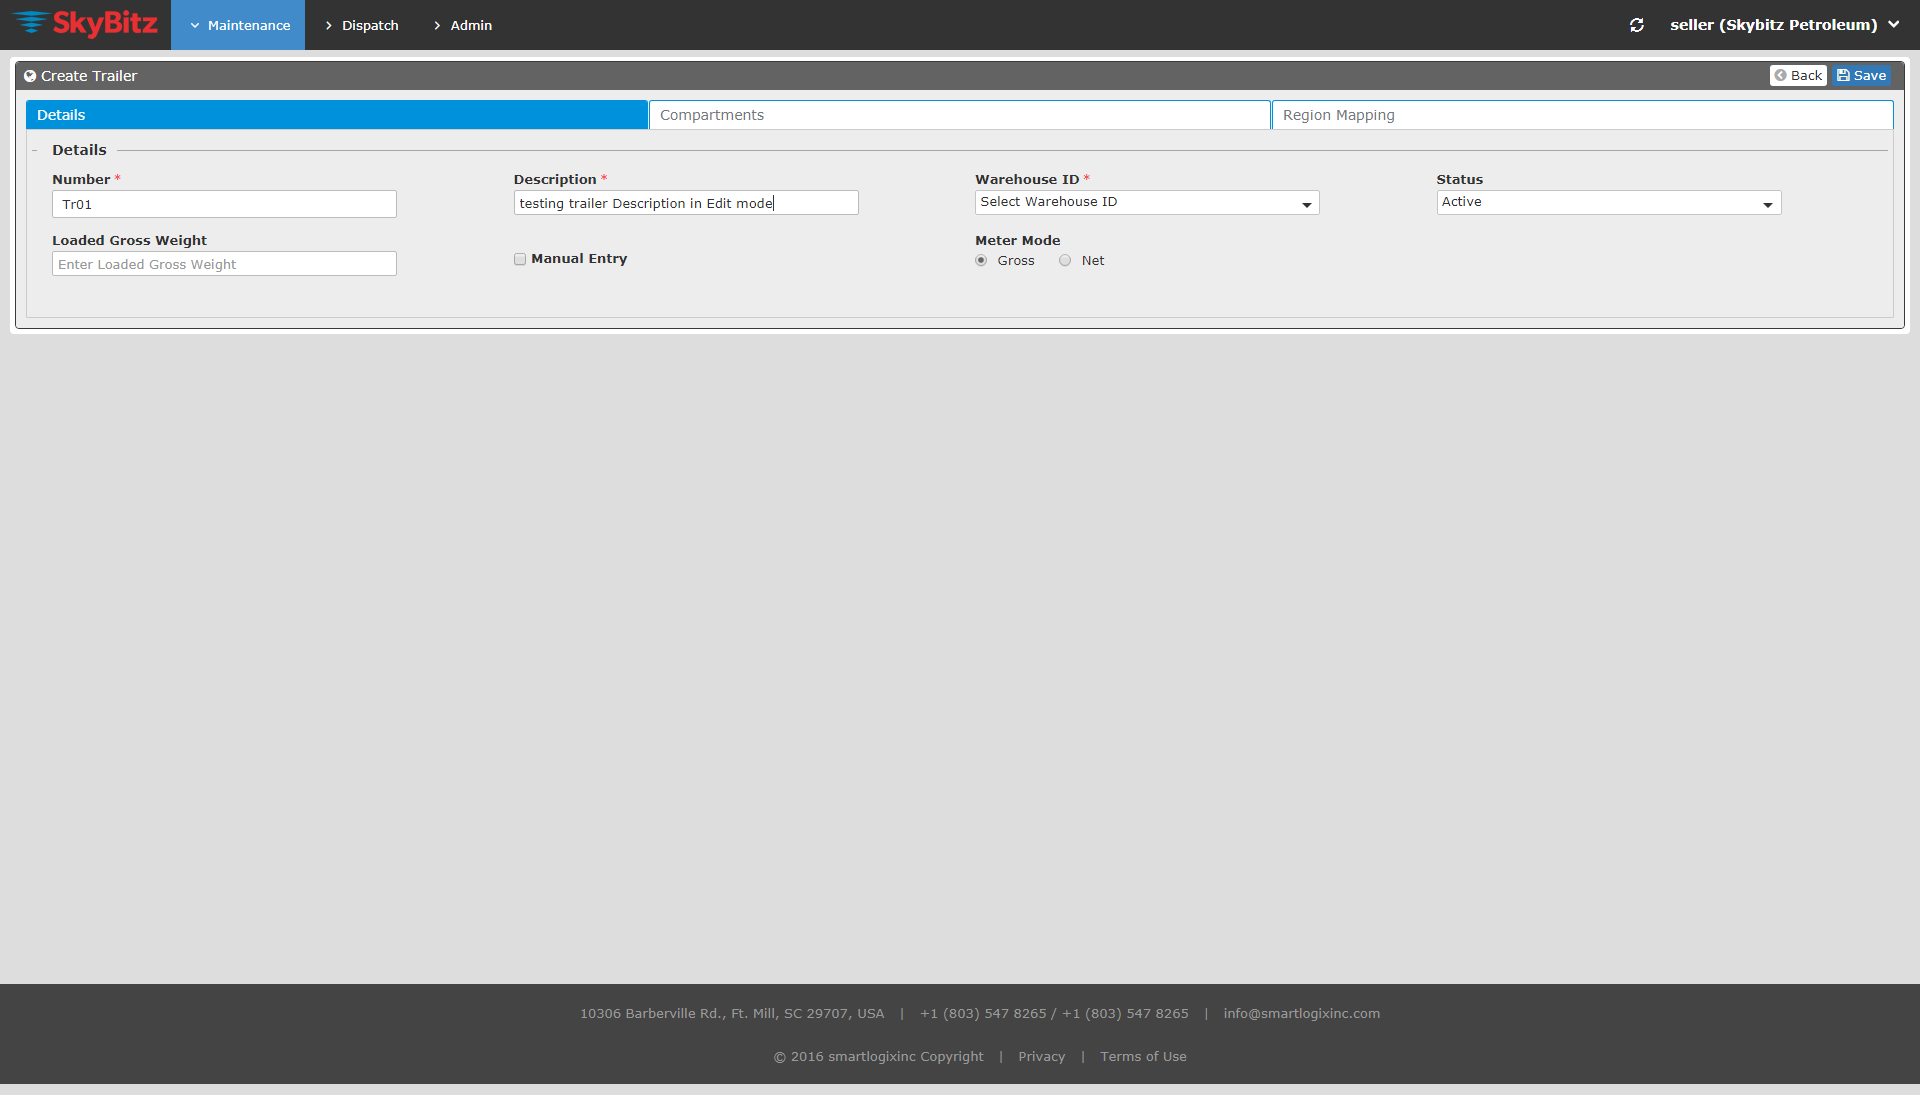 SkyBitz Maintenance Dispatch Admin seller (Skybitz Petroleum)
Create Trailer Back Save
Details Compartments Region Mapping
- Details
Number * Description * Warehouse ID * Status
Tr01 testing trailer Description in Edit mode Select Warehouse ID Active
Loaded Gross Weight Manual Entry Meter Mode
Enter Loaded Gross Weight Gross Net
10306 Barberville Rd., Ft. Mill, SC 29707, USA | +1 (803) 547 8265 / +1 (803) 547 8265 | info@smartlogixinc.com
© 2016 smartlogixinc Copyright | Privacy | Terms of Use